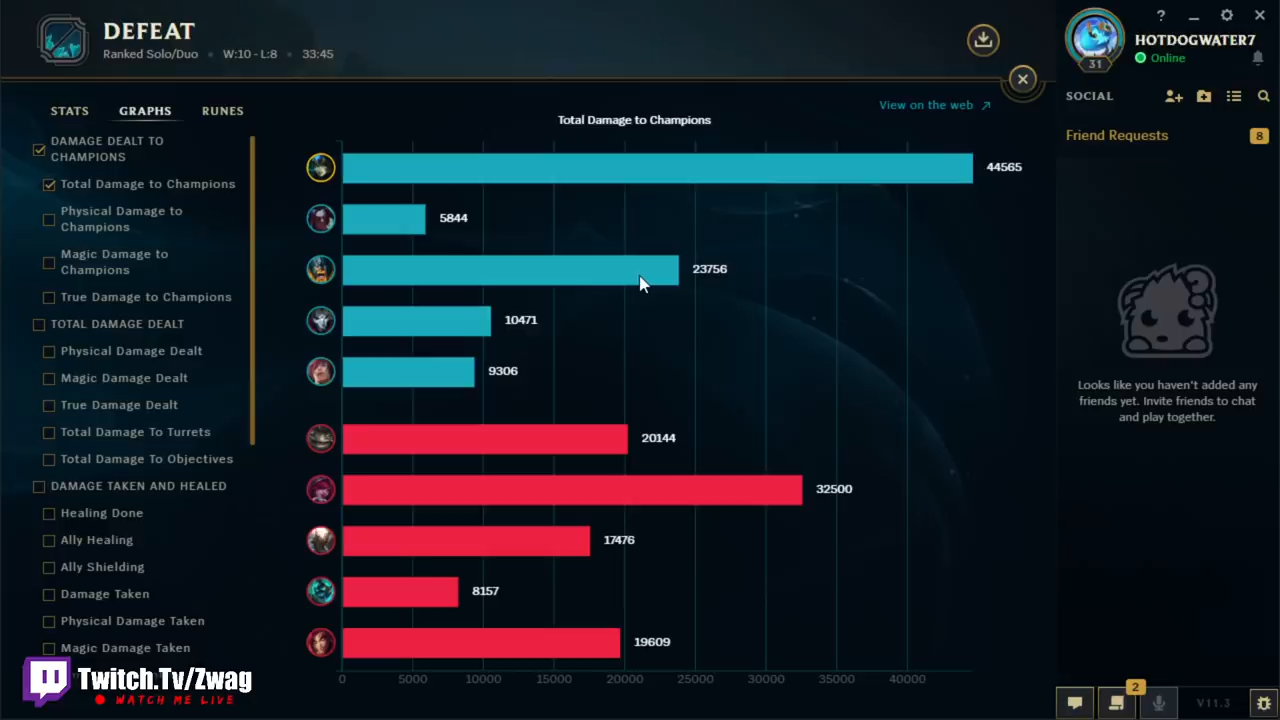 DEFEAT
Ranked Solo/Duo • W:10 - L:8 • 33:45
?
HOTDOGWATER7
Online
31
STATS
GRAPHS
RUNES
View on the web
SOCIAL
Friend Requests
8
Total Damage to Champions
DAMAGE DEALT TO
CHAMPIONS
Total Damage to Champions
Physical Damage to
Champions
Magic Damage to
Champions
True Damage to Champions
TOTAL DAMAGE DEALT
Physical Damage Dealt
Magic Damage Dealt
True Damage Dealt
Total Damage To Turrets
Total Damage To Objectives
DAMAGE TAKEN AND HEALED
Healing Done
Ally Healing
Ally Shielding
Damage Taken
Physical Damage Taken
Magic Damage Taken
44565
5844
23756
10471
9306
20144
32500
17476
8157
19609
0
5000
10000
15000
20000
25000
30000
35000
40000
Looks like you haven't added any
friends yet. Invite friends to chat
and play together.
Twitch.Tv/Zwag
WATCH ME LIVE
2
V11.3